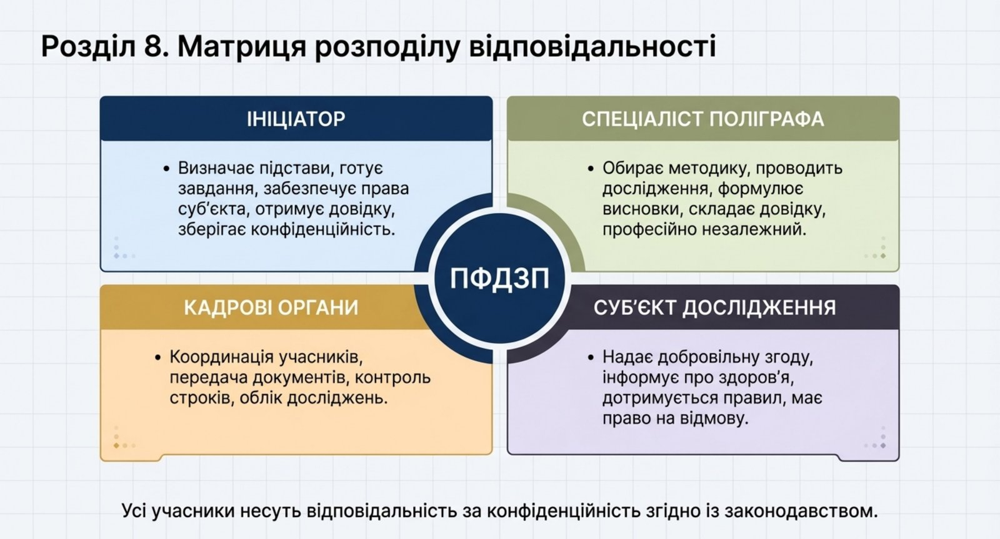 Розділ 8. Матриця розподілу відповідальності
ІНІЦІАТОР
• Визначає підстави, готує
завдання, забезпечує права
суб’єкта, отримує довідку,
зберігає конфіденційність.
СПЕЦІАЛІСТ ПОЛІГРАФА
• Обирає методику, проводить
дослідження, формулює
висновки, складає довідку,
професійно незалежний.
ПФДЗП
КАДРОВІ ОРГАНИ
• Координація учасників,
передача документів, контроль
строків, облік досліджень.
СУБ’ЄКТ ДОСЛІДЖЕННЯ
• Надає добровільну згоду,
інформує про здоров’я,
дотримується правил, має
право на відмову.
Усі учасники несуть відповідальність за конфіденційність згідно із законодавством.